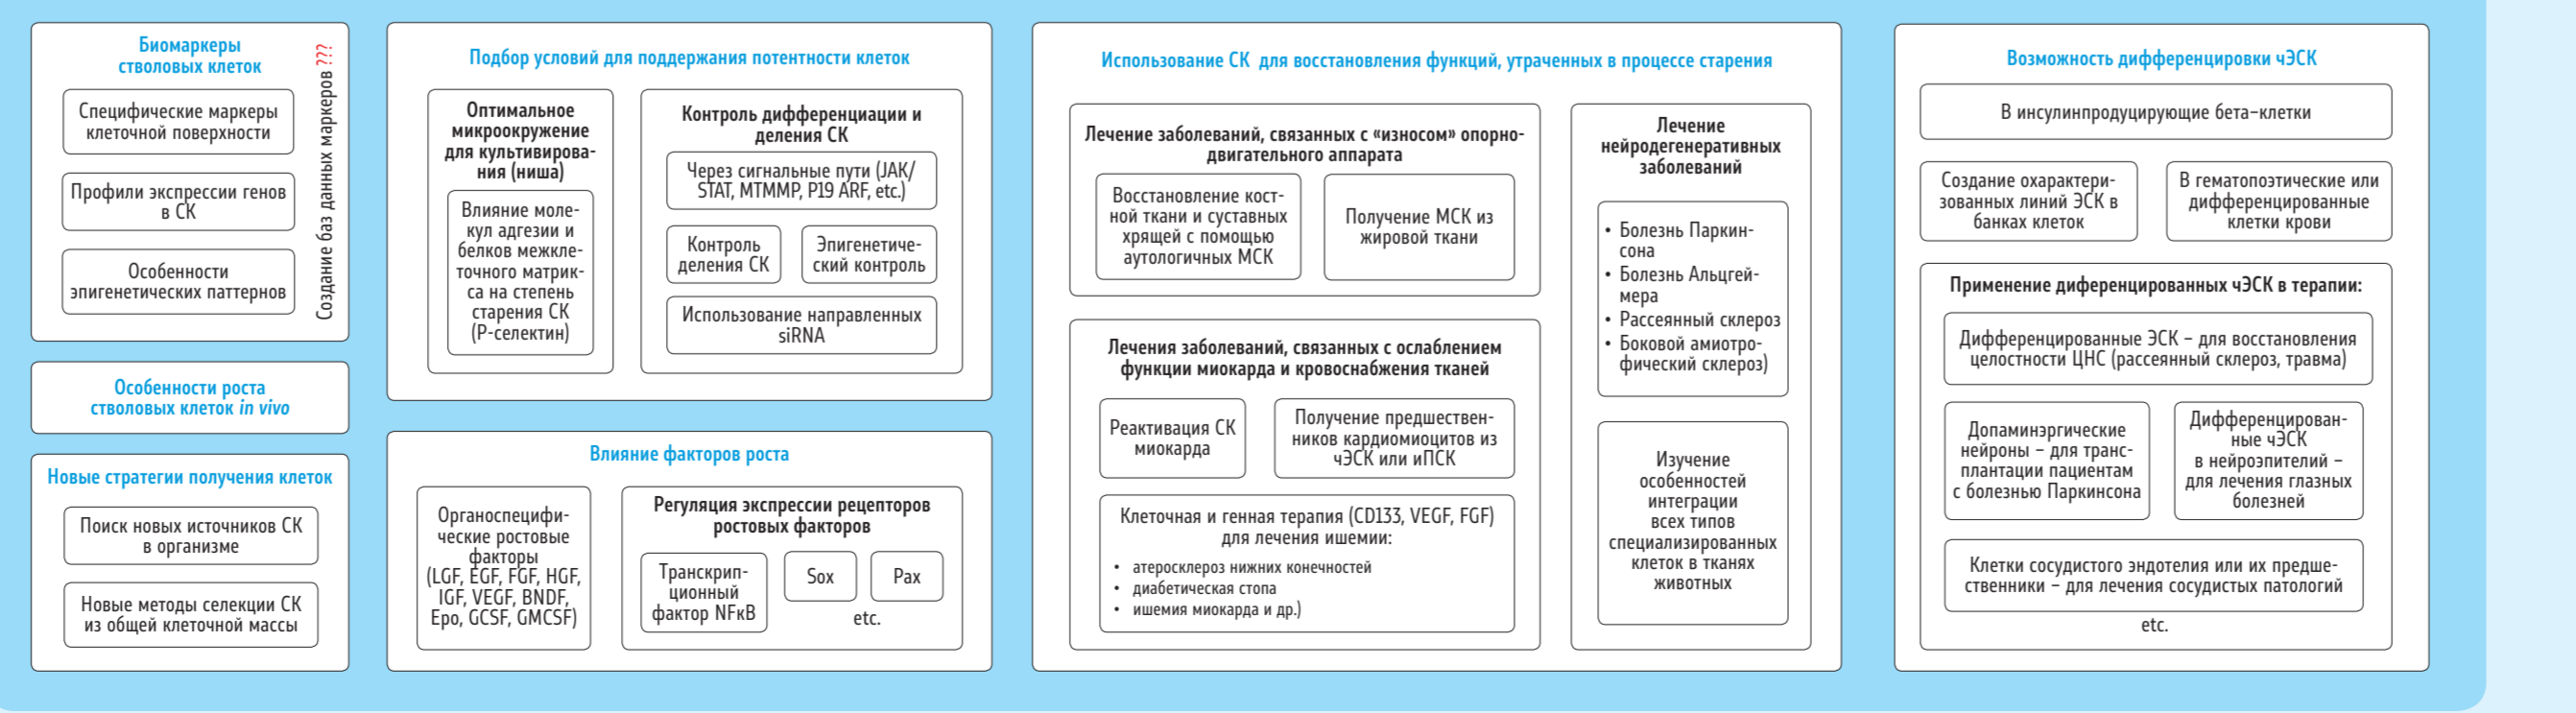 Биомаркеры
стволовых клеток
Специфические маркеры
клеточной поверхности
Профили экспрессии генов
в СК
Особенности
эпигенетических паттернов
Создание баз данных маркеров ???
Особенности роста
стволовых клеток in vivo
Новые стратегии получения клеток
Поиск новых источников СК
в организме
Новые методы селекции СК
из общей клеточной массы
Подбор условий для поддержания потентности клеток
Оптимальное
микроокружение
для культивирова-
ния (ниша)
Влияние моле-
кул адгезии и
белков межкле-
точного матрик-
са на степень
старения СК
(Р-селектин)
Контроль дифференциации и
деления СК
Через сигнальные пути (JAK/
STAT, MTMMP, P19 ARF, etc.)
Контроль
деления СК
Эпигенетиче-
ский контроль
Использование направленных
siRNA
Влияние факторов роста
Органоспецифи-
ческие ростовые
факторы
(LGF, EGF, FGF, HGF,
IGF, VEGF, BNDF,
Epo, GCSF, GMCSF)
Регуляция экспрессии рецепторов
ростовых факторов
Транскрип-
ционный
фактор NFκB
Sox
Pax
etc.
Использование СК для восстановления функций, утраченных в процессе старения
Лечение заболеваний, связанных с «износом» опорно-
двигательного аппарата
Восстановление кост-
ной ткани и суставных
хрящей с помощью
аутологичных МСК
Получение МСК из
жировой ткани
Лечения заболеваний, связанных с ослаблением
функции миокарда и кровоснабжения тканей
Реактивация СК
миокарда
Получение предшествен-
ников кардиомиоцитов из
чЭСК или иПСК
Клеточная и генная терапия (CD133, VEGF, FGF)
для лечения ишемии:
• атеросклероз нижних конечностей
• диабетическая стопа
• ишемия миокарда и др.)
Лечение
нейродегенеративных
заболеваний
• Болезнь Паркин-
сона
• Болезнь Альцгей-
мера
• Рассеянный склероз
• Боковой амиотро-
фический склероз)
Изучение
особенностей
интеграции
всех типов
специализированных
клеток в тканях
животных
Возможность дифференцировки чЭСК
В инсулинпродуцирующие бета-клетки
Создание охарактери-
зованных линий ЭСК в
банках клеток
В гематопоэтические или
дифференцированные
клетки крови
Применение диференцированных чЭСК в терапии:
Дифференцированные ЭСК – для восстановления
целостности ЦНС (рассеянный склероз, травма)
Допаминэргические
нейроны – для транс-
плантации пациентам
с болезнью Паркинсона
Дифференцирован-
ные чЭСК
в нейроэпителий –
для лечения глазных
болезней
Клетки сосудистого эндотелия или их предше-
ственники – для лечения сосудистых патологий
etc.